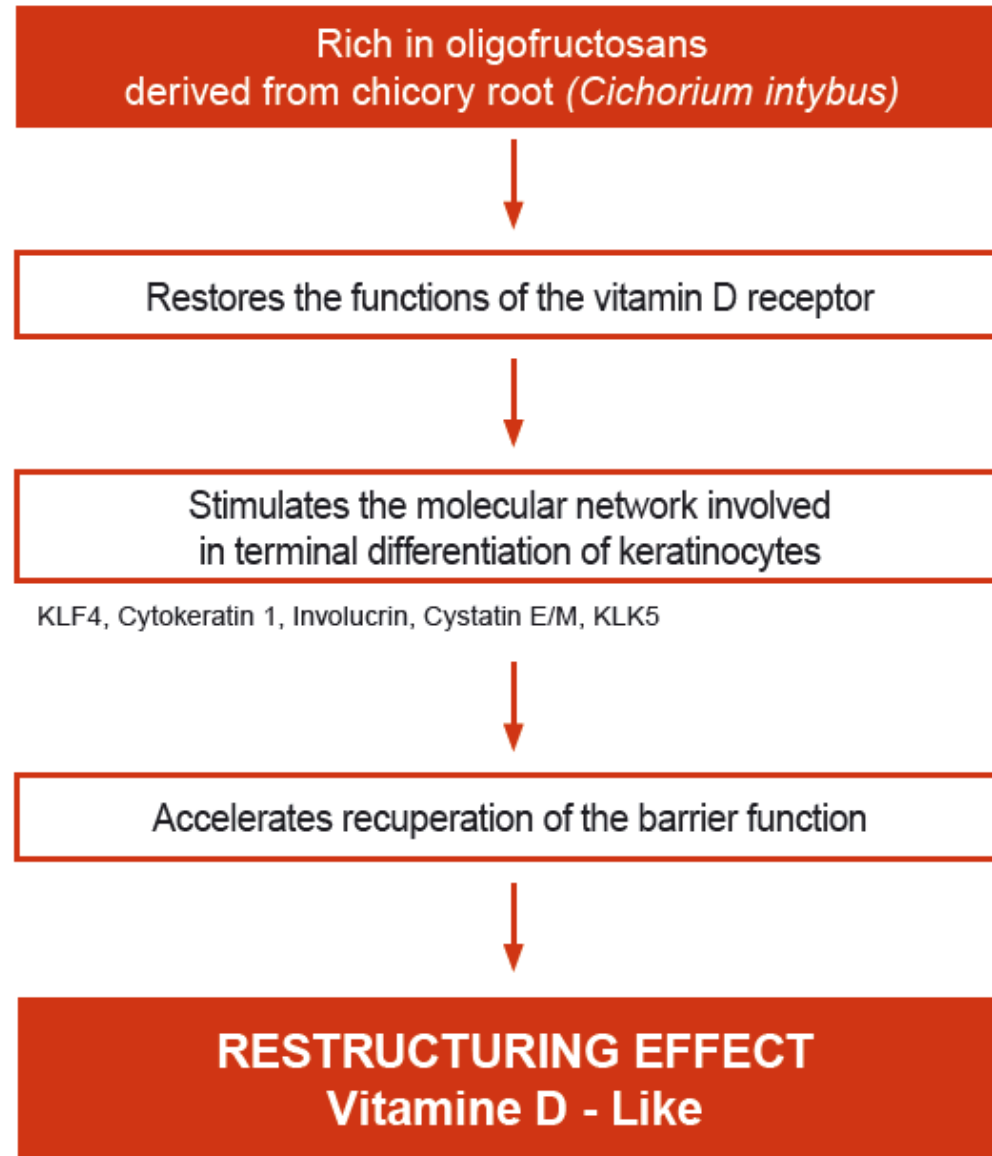 Rich in oligofructosans
derived from chicory root (Cichorium intybus)
Restores the functions of the vitamin D receptor
Stimulates the molecular network involved
in terminal differentiation of keratinocytes
KLF4, Cytokeratin 1, Involucrin, Cystatin E/M, KLK5
Accelerates recuperation of the barrier function
RESTRUCTURING EFFECT
Vitamine D - Like